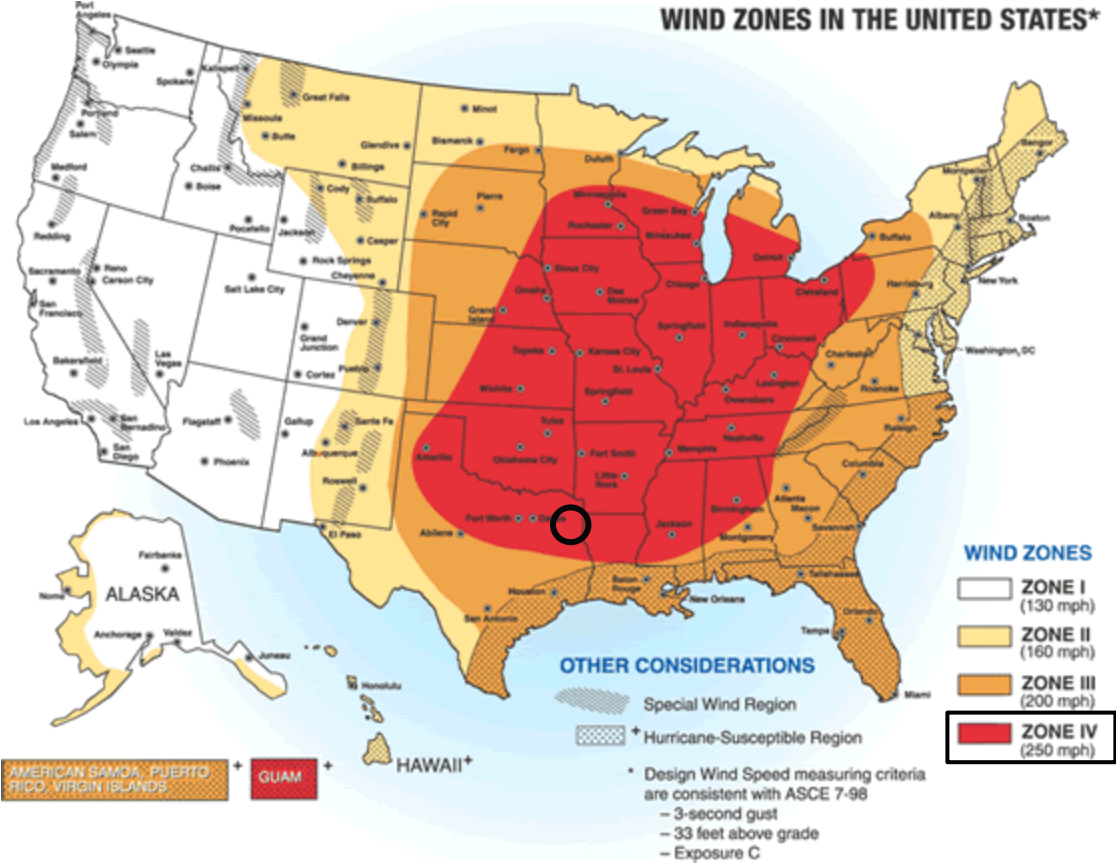 WIND ZONES IN THE UNITED STATES*
Port
Angeles
Seattle
Olympia
Spokane
Kalispell
Great Falls
Missoula
Butte
Glendive
Billings
Minot
Bismarck
Fargo
Duluth
Portland
Salem
Medford
Challis
Boise
Pocatello
Cody
Buffalo
Jackson
Casper
Rock Springs
Cheyenne
Pierre
Rapid
City
Minneapolis
Rochester
Green Bay
Milwaukee
Detroit
Chicago
Cleveland
Buffalo
Albany
Montpelier
Bangor
Boston
New York
Harrisburg
Washington, DC
Redding
Sacramento
San
Francisco
Reno
Carson City
Salt Lake City
Grand
Junction
Denver
Pueblo
Cortez
Sioux City
Omaha
Des
Moines
Grand
Island
Topeka
Kansas City
Wichita
Springfield
St. Louis
Springfield
Indianapolis
Cincinnati
Lexington
Owensboro
Charleston
Roanoke
Raleigh
Bakersfield
Las
Vegas
Los Angeles
San
Bernadino
San
Diego
Flagstaff
Phoenix
Gallup
Santa Fe
Albuquerque
Roswell
El Paso
Amarillo
Tulsa
Oklahoma City
Fort Smith
Little
Rock
Memphis
Nashville
Columbia
Atlanta
Macon
Savannah
Birmingham
Montgomery
Jackson
Fort Worth
Abilene
Houston
San Antonio
Baton
Rouge
New Orleans
Tallahassee
Orlando
Tampa
Miami
Fairbanks
Nome
ALASKA
Anchorage
Valdez
Juneau
Honolulu
HAWAII+
AMERICAN SAMOA, PUERTO
RICO, VIRGIN ISLANDS
+
GUAM
+
OTHER CONSIDERATIONS
Special Wind Region
+ Hurricane-Susceptible Region
* Design Wind Speed measuring criteria
are consistent with ASCE 7-98
– 3-second gust
– 33 feet above grade
– Exposure C
WIND ZONES
ZONE I
(130 mph)
ZONE II
(160 mph)
ZONE III
(200 mph)
ZONE IV
(250 mph)